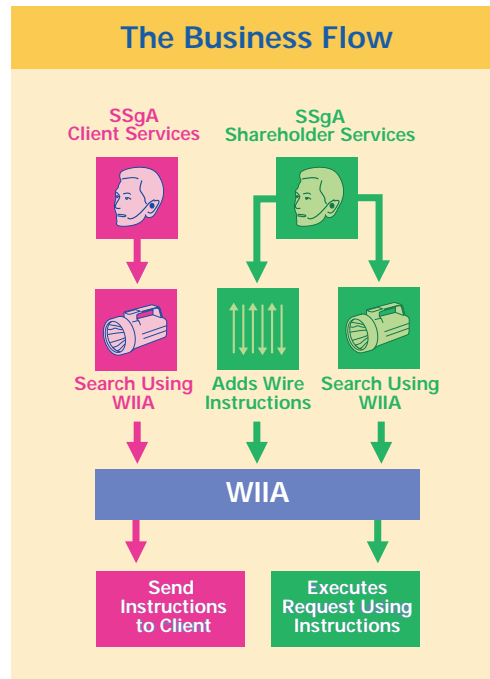 The Business Flow
SSgA
Client Services
SSgA
Shareholder Services
Search Using
WIIA
Adds Wire
Instructions
Search Using
WIIA
WIIA
Send
Instructions
to Client
Executes
Request Using
Instructions